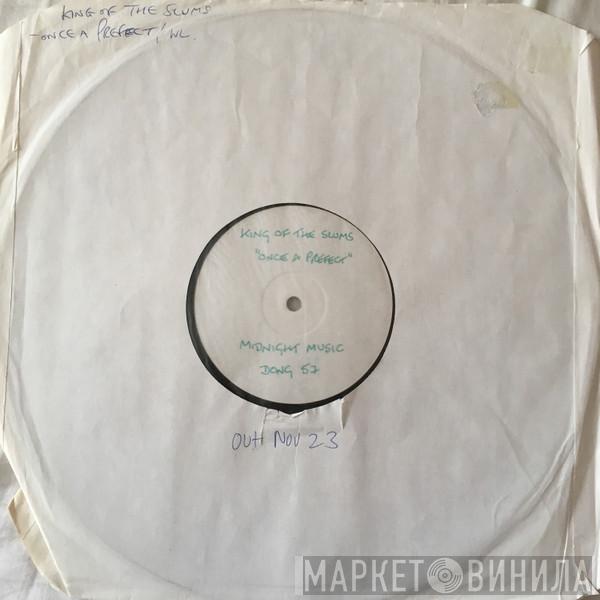 KING OF THE SLUMS
- ONCE A PREFECT, WL.
KING OF THE SLUMS
"ONCE A PREFECT"
MIDNIGHT MUSIC
DONG 57
OUT NOV 23
МАРКЕТ ВИНИЛА